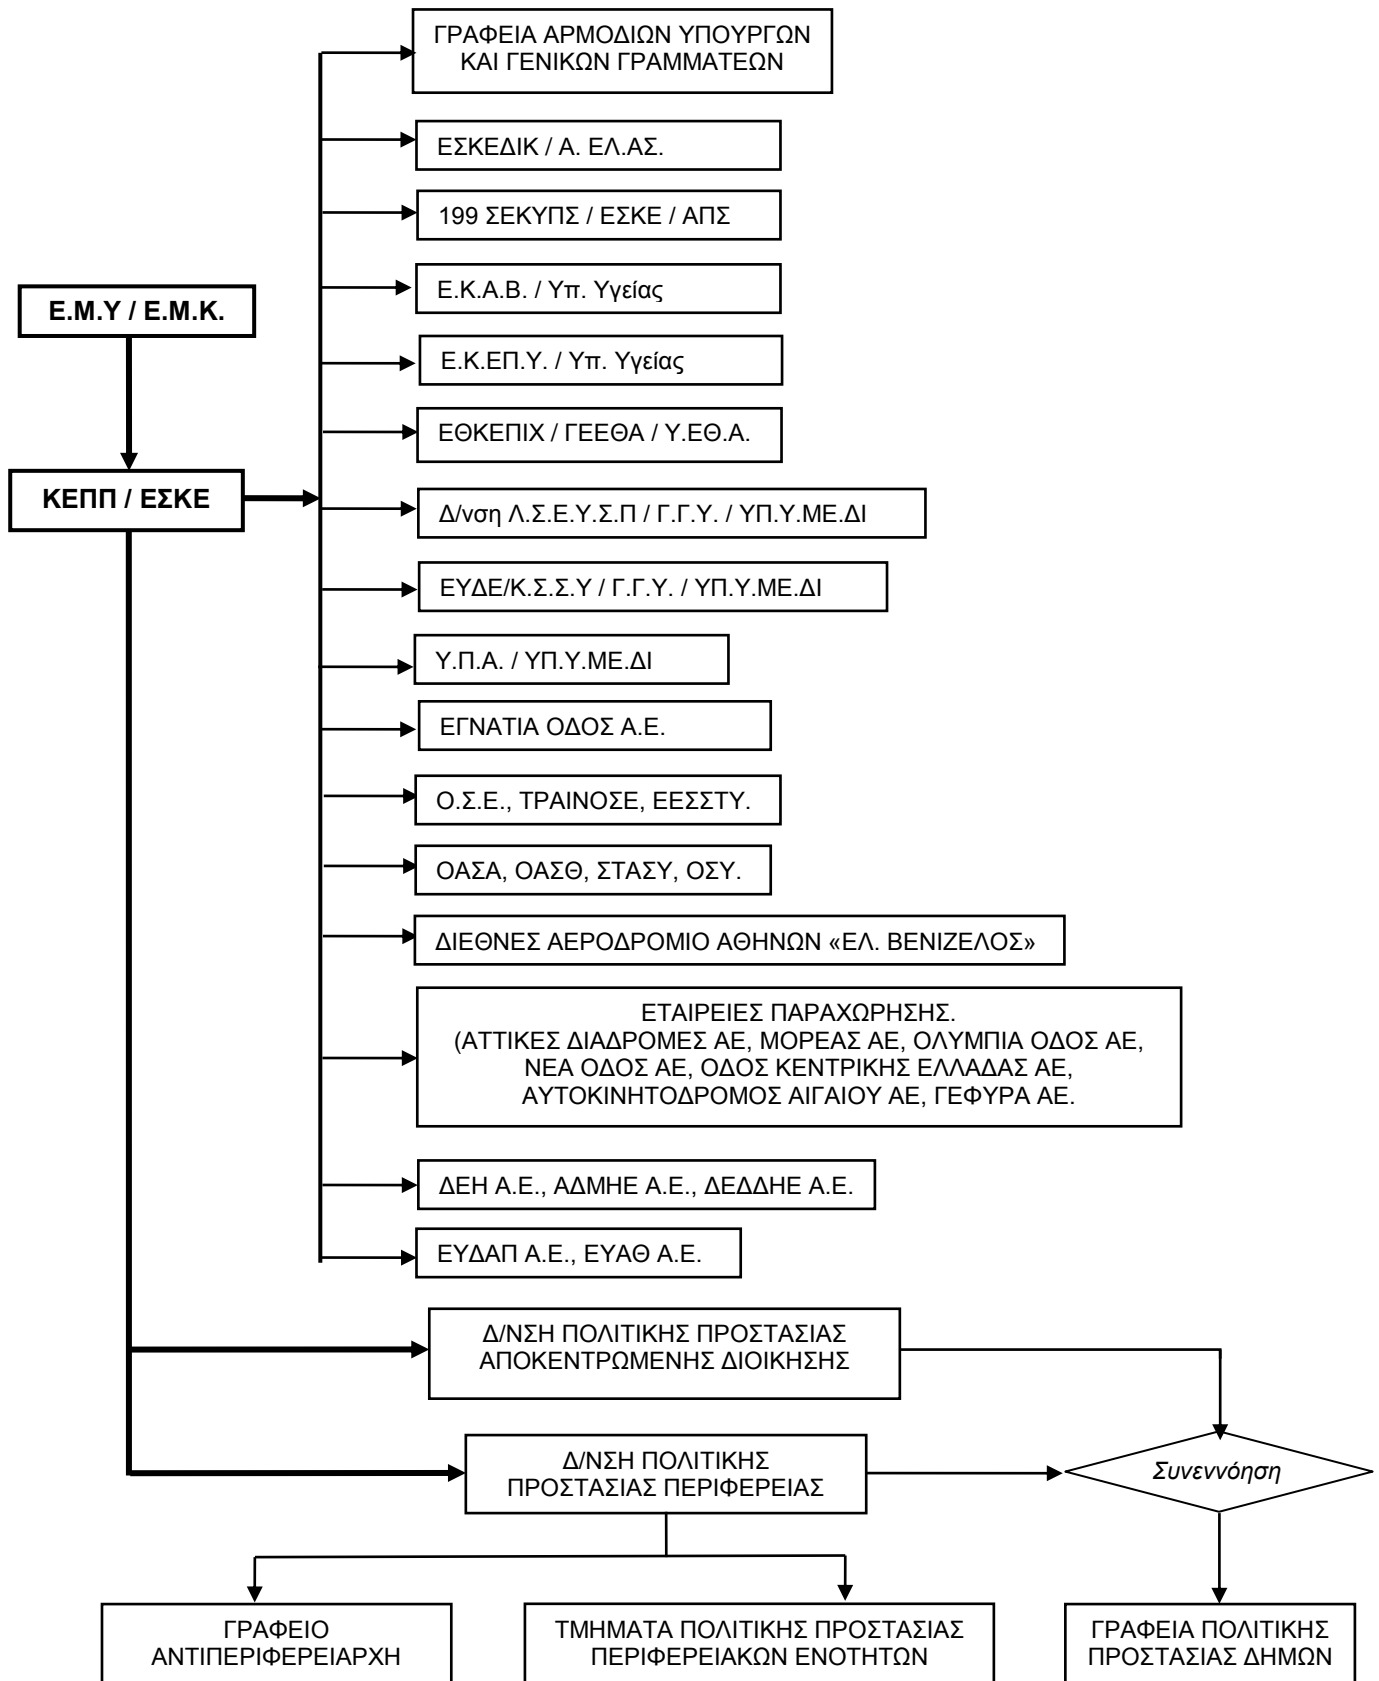 ΓΡΑΦΕΙΑ ΑΡΜΟΔΙΩΝ ΥΠΟΥΡΓΩΝ
ΚΑΙ ΓΕΝΙΚΩΝ ΓΡΑΜΜΑΤΕΩΝ
ΕΣΚΕΔΙΚ / Α. ΕΛ.ΑΣ.
199 ΣΕΚΥΠΣ / ΕΣΚΕ / ΑΠΣ
Ε.Κ.Α.Β. / Υπ. Υγείας
Ε.Μ.Υ / Ε.Μ.Κ.
Ε.Κ.ΕΠ.Υ. / Υπ. Υγείας
ΕΘΚΕΠΙΧ / ΓΕΕΘΑ / Υ.ΕΘ.Α.
ΚΕΠΠ / ΕΣΚΕ
Δ/νση Λ.Σ.Ε.Υ.Σ.Π / Γ.Γ.Υ. / ΥΠ.Υ.ΜΕ.ΔΙ
ΕΥΔΕ/Κ.Σ.Σ.Υ / Γ.Γ.Υ. / ΥΠ.Υ.ΜΕ.ΔΙ
Υ.Π.Α. / ΥΠ.Υ.ΜΕ.ΔΙ
ΕΓΝΑΤΙΑ ΟΔΟΣ Α.Ε.
Ο.Σ.Ε., ΤΡΑΙΝΟΣΕ, ΕΕΣΣΤΥ.
ΟΑΣΑ, ΟΑΣΘ, ΣΤΑΣΥ, ΟΣΥ.
ΔΙΕΘΝΕΣ ΑΕΡΟΔΡΟΜΙΟ ΑΘΗΝΩΝ «ΕΛ. ΒΕΝΙΖΕΛΟΣ»
ΕΤΑΙΡΕΙΕΣ ΠΑΡΑΧΩΡΗΣΗΣ.
(ΑΤΤΙΚΕΣ ΔΙΑΔΡΟΜΕΣ ΑΕ, ΜΟΡΕΑΣ ΑΕ, ΟΛΥΜΠΙΑ ΟΔΟΣ ΑΕ,
ΝΕΑ ΟΔΟΣ ΑΕ, ΟΔΟΣ ΚΕΝΤΡΙΚΗΣ ΕΛΛΑΔΑΣ ΑΕ,
ΑΥΤΟΚΙΝΗΤΟΔΡΟΜΟΣ ΑΙΓΑΙΟΥ ΑΕ, ΓΕΦΥΡΑ ΑΕ.
ΔΕΗ Α.Ε., ΑΔΜΗΕ Α.Ε., ΔΕΔΔΗΕ Α.Ε.
ΕΥΔΑΠ Α.Ε., ΕΥΑΘ Α.Ε.
Δ/ΝΣΗ ΠΟΛΙΤΙΚΗΣ ΠΡΟΣΤΑΣΙΑΣ
ΑΠΟΚΕΝΤΡΩΜΕΝΗΣ ΔΙΟΙΚΗΣΗΣ
Δ/ΝΣΗ ΠΟΛΙΤΙΚΗΣ
ΠΡΟΣΤΑΣΙΑΣ ΠΕΡΙΦΕΡΕΙΑΣ
Συνεννόηση
ΓΡΑΦΕΙΟ
ΑΝΤΙΠΕΡΙΦΕΡΕΙΑΡΧΗ
ΤΜΗΜΑΤΑ ΠΟΛΙΤΙΚΗΣ ΠΡΟΣΤΑΣΙΑΣ
ΠΕΡΙΦΕΡΕΙΑΚΩΝ ΕΝΟΤΗΤΩΝ
ΓΡΑΦΕΙΑ ΠΟΛΙΤΙΚΗΣ
ΠΡΟΣΤΑΣΙΑΣ ΔΗΜΩΝ